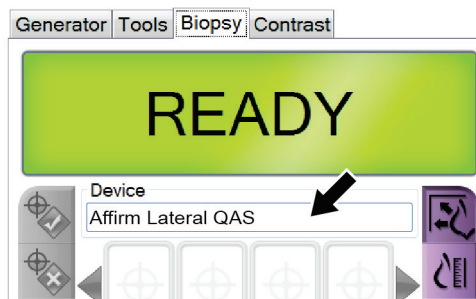 Generator Tools Biopsy Contrast
READY
Device
Affirm Lateral QAS